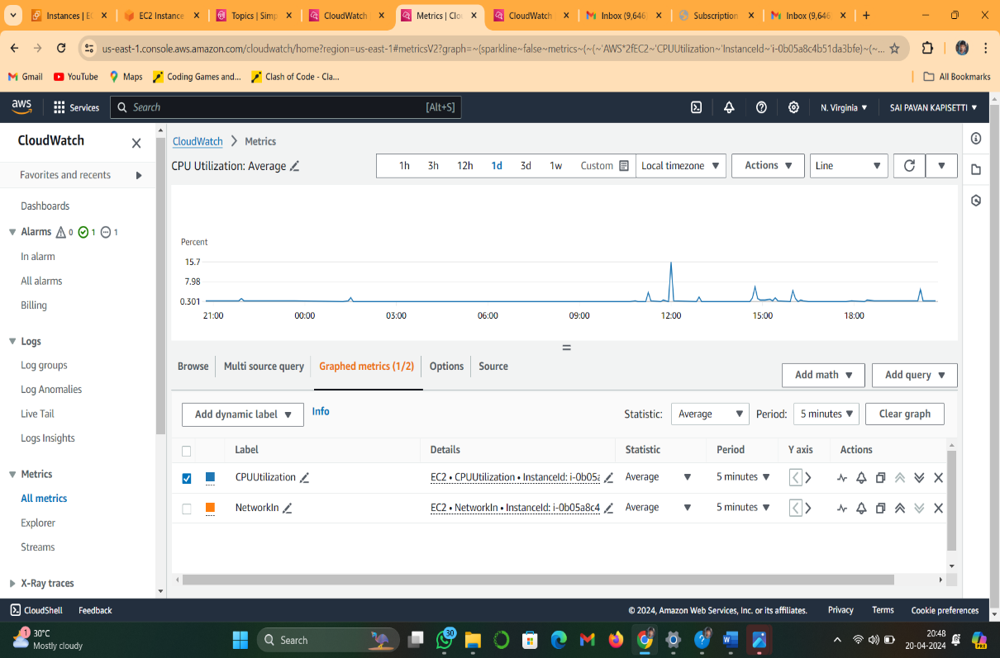 Instances | E
EC2 Instance
Topics | Simp
CloudWatch
Metrics | Clo
CloudWatch
Inbox (9,646
Subscription
Inbox (9,646
us-east-1.console.aws.amazon.com/cloudwatch/home?region=us-east-1#metricsV2?graph=~(sparkline~false~metrics~(~(~'AWS*2fEC2~'CPUUtilization~'InstanceId~'i-0b05a8c4b51da3bfe)~(~...
Gmail YouTube Maps Coding Games and... Clash of Code - Cla... All Bookmarks
aws Services Search [Alt+S] N. Virginia SAI PAVAN KAPISETTI
CloudWatch
Favorites and recents
Dashboards
Alarms 0 1 1
In alarm
All alarms
Billing
Logs
Log groups
Log Anomalies
Live Tail
Logs Insights
Metrics
All metrics
Explorer
Streams
X-Ray traces
CloudWatch Metrics
CPU Utilization: Average
1h 3h 12h 1d 3d 1w Custom Local timezone Actions Line
Percent
15.7
7.98
0.301
21:00 00:00 03:00 06:00 09:00 12:00 15:00 18:00
Browse Multi source query Graphed metrics (1/2) Options Source
Add math Add query
Add dynamic label Info Statistic: Average Period: 5 minutes Clear graph
Label Details Statistic Period Y axis Actions
CPUUtilization EC2 • CPUUtilization • InstanceId: i-0b05a Average 5 minutes
NetworkIn EC2 • NetworkIn • InstanceId: i-0b05a8c4 Average 5 minutes
CloudShell Feedback © 2024, Amazon Web Services, Inc. or its affiliates. Privacy Terms Cookie preferences
1 30°C
Mostly cloudy
Search
30
20:48
20-04-2024
PRE